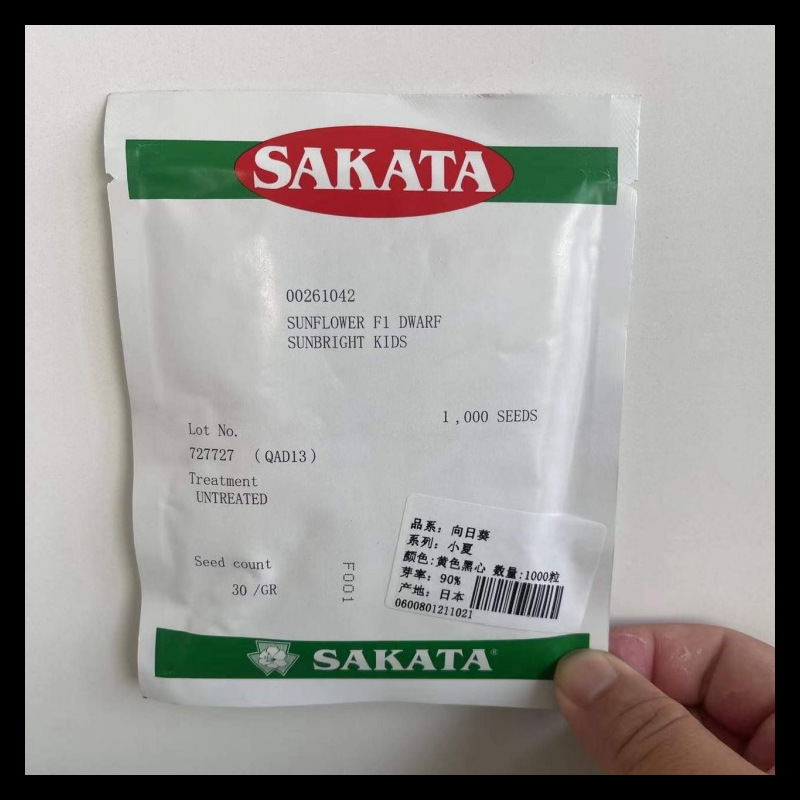 SAKATA
00261042
SUNFLOWER F1 DWARF
SUNBRIGHT KIDS
1,000 SEEDS
Lot No.
727727 (QAD13)
Treatment
UNTREATED
Seed count
30 /GR
F001
品系: 向日葵
系列: 小夏
颜色:黄色黑心 数量:1000粒
芽率: 90%
产地: 日本
0600801211021
SAKATA®